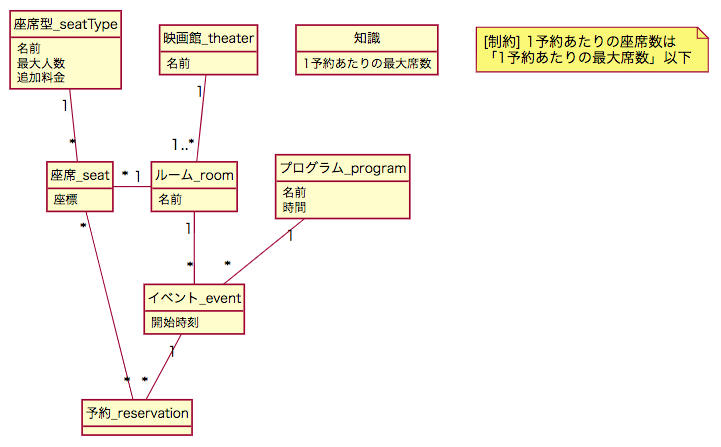 座席型_seatType
名前
最大人数
追加料金
映画館_theater
名前
知識
1予約あたりの最大席数
[制約] 1予約あたりの座席数は
「1予約あたりの最大席数」以下
1
*
1
1..*
座席_seat
座標
* 1
ルーム_room
名前
プログラム_program
名前
時間
*
1
*
1
*
イベント_event
開始時刻
1
*
*
予約_reservation